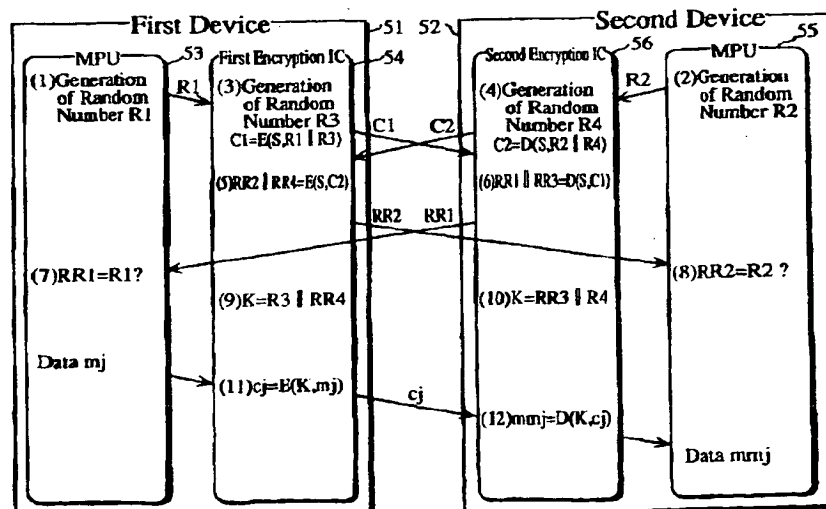 First Device
51
52
Second Device
MPU
53
First Encryption IC
54
Second Encryption IC
56
MPU
55
(1)Generation
of Random
Number R1
R1
(3)Generation
of Random
Number R3
C1=E(S,R1 || R3)
C1
C2
(4)Generation
of Random
Number R4
C2=D(S,R2 || R4)
R2
(2)Generation
of Random
Number R2
(5)RR2 || RR4=E(S,C2)
(6)RR1 || RR3=D(S,C1)
RR2
RR1
(7)RR1=R1?
(8)RR2=R2 ?
(9)K=R3 || RR4
(10)K=RR3 || R4
Data mj
(11)cj=E(K,mj)
cj
(12)mmj=D(K,cj)
Data mmj